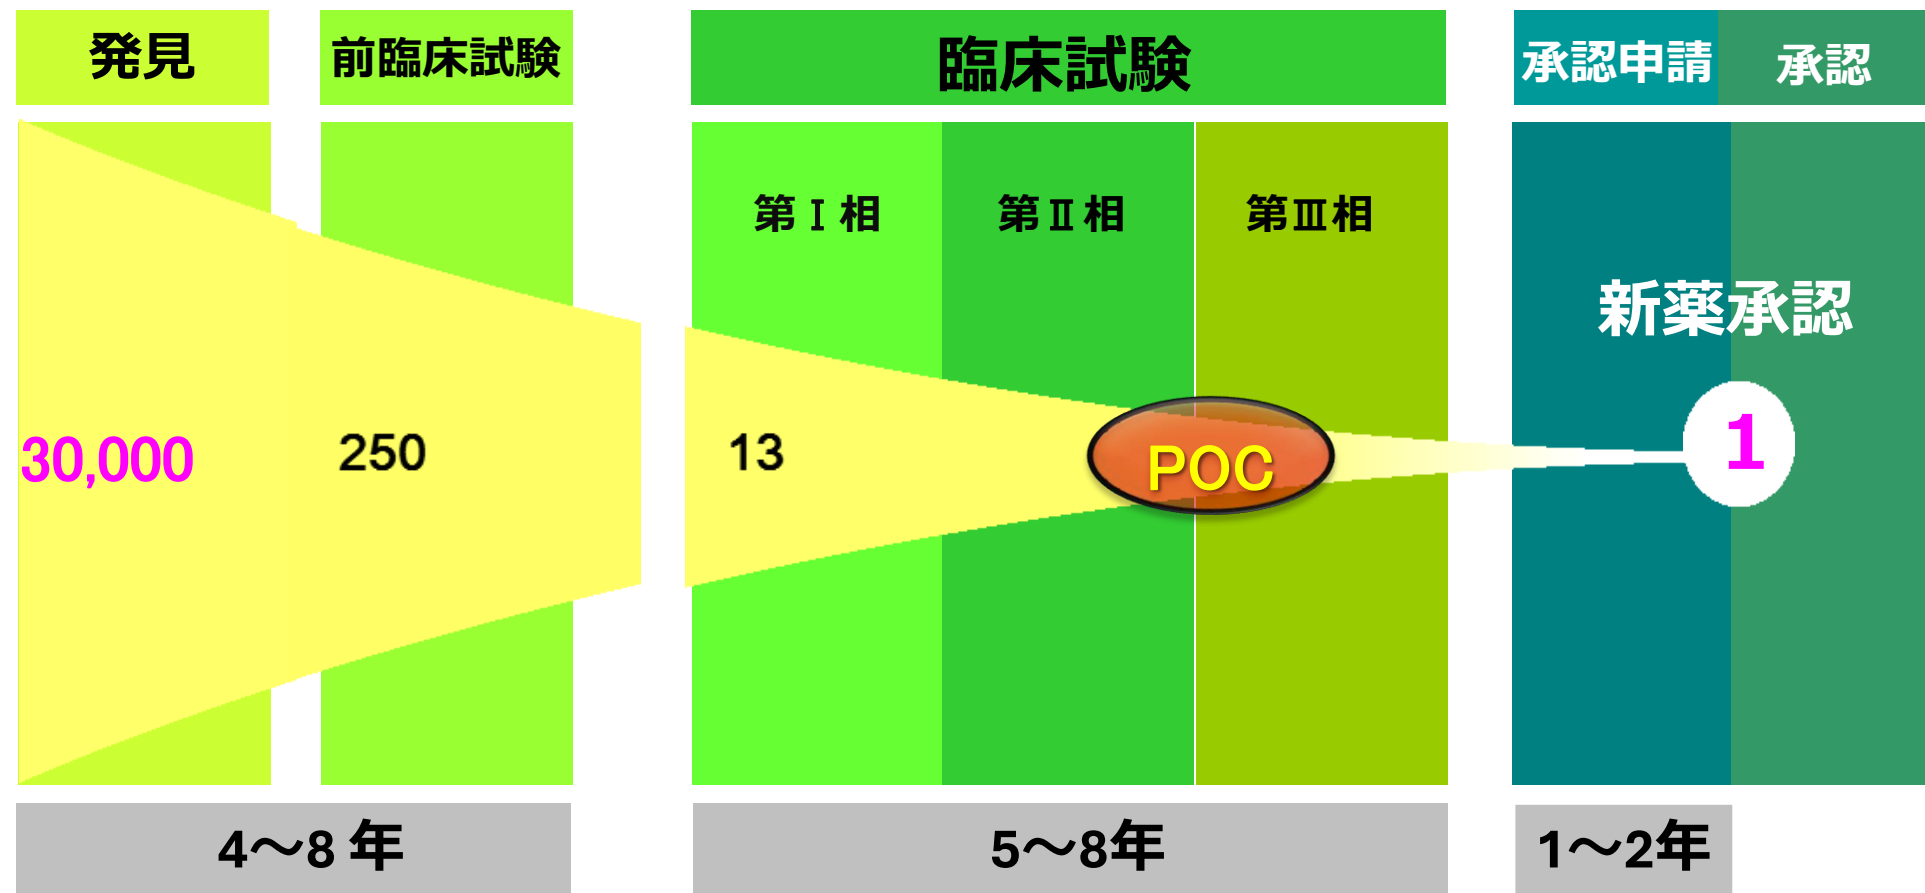 発見
前臨床試験
臨床試験
承認申請
承認
第Ⅰ相
第Ⅱ相
第Ⅲ相
新薬承認
30,000
250
13
POC
1
4～8 年
5～8年
1～2年